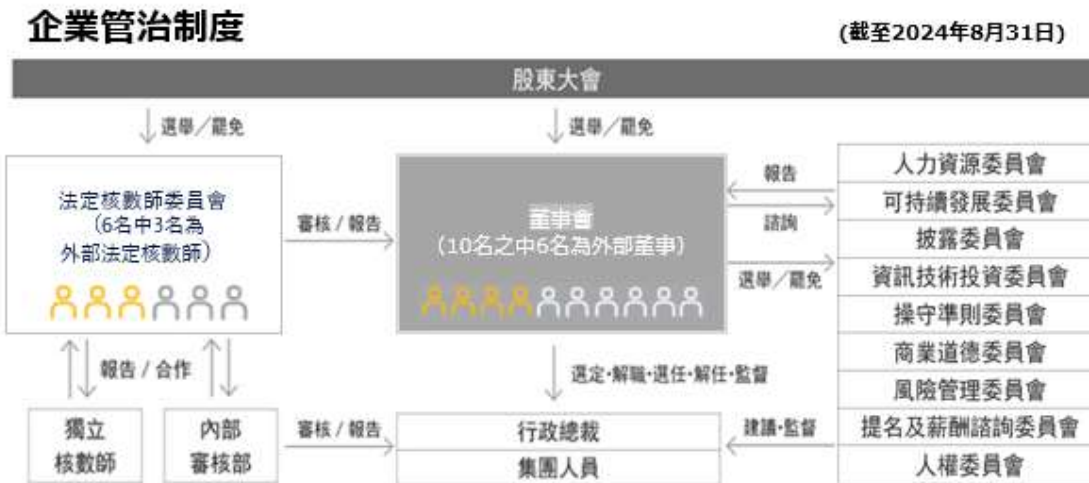 企業管治制度
(截至2024年8月31日)
股東大會
選舉／罷免
選舉／罷免
法定核數師委員會
(6名中3名為
外部法定核數師)
審核 / 報告
董事會
(10名之中6名為外部董事)
報告
諮詢
選舉／罷免
人力資源委員會
可持續發展委員會
披露委員會
資訊技術投資委員會
操守準則委員會
商業道德委員會
風險管理委員會
提名及薪酬諮詢委員會
人權委員會
報告 / 合作
選定･解職･選任･解任･監督
獨立
核數師
內部
審核部
審核 / 報告
行政總裁
集團人員
建議･監督